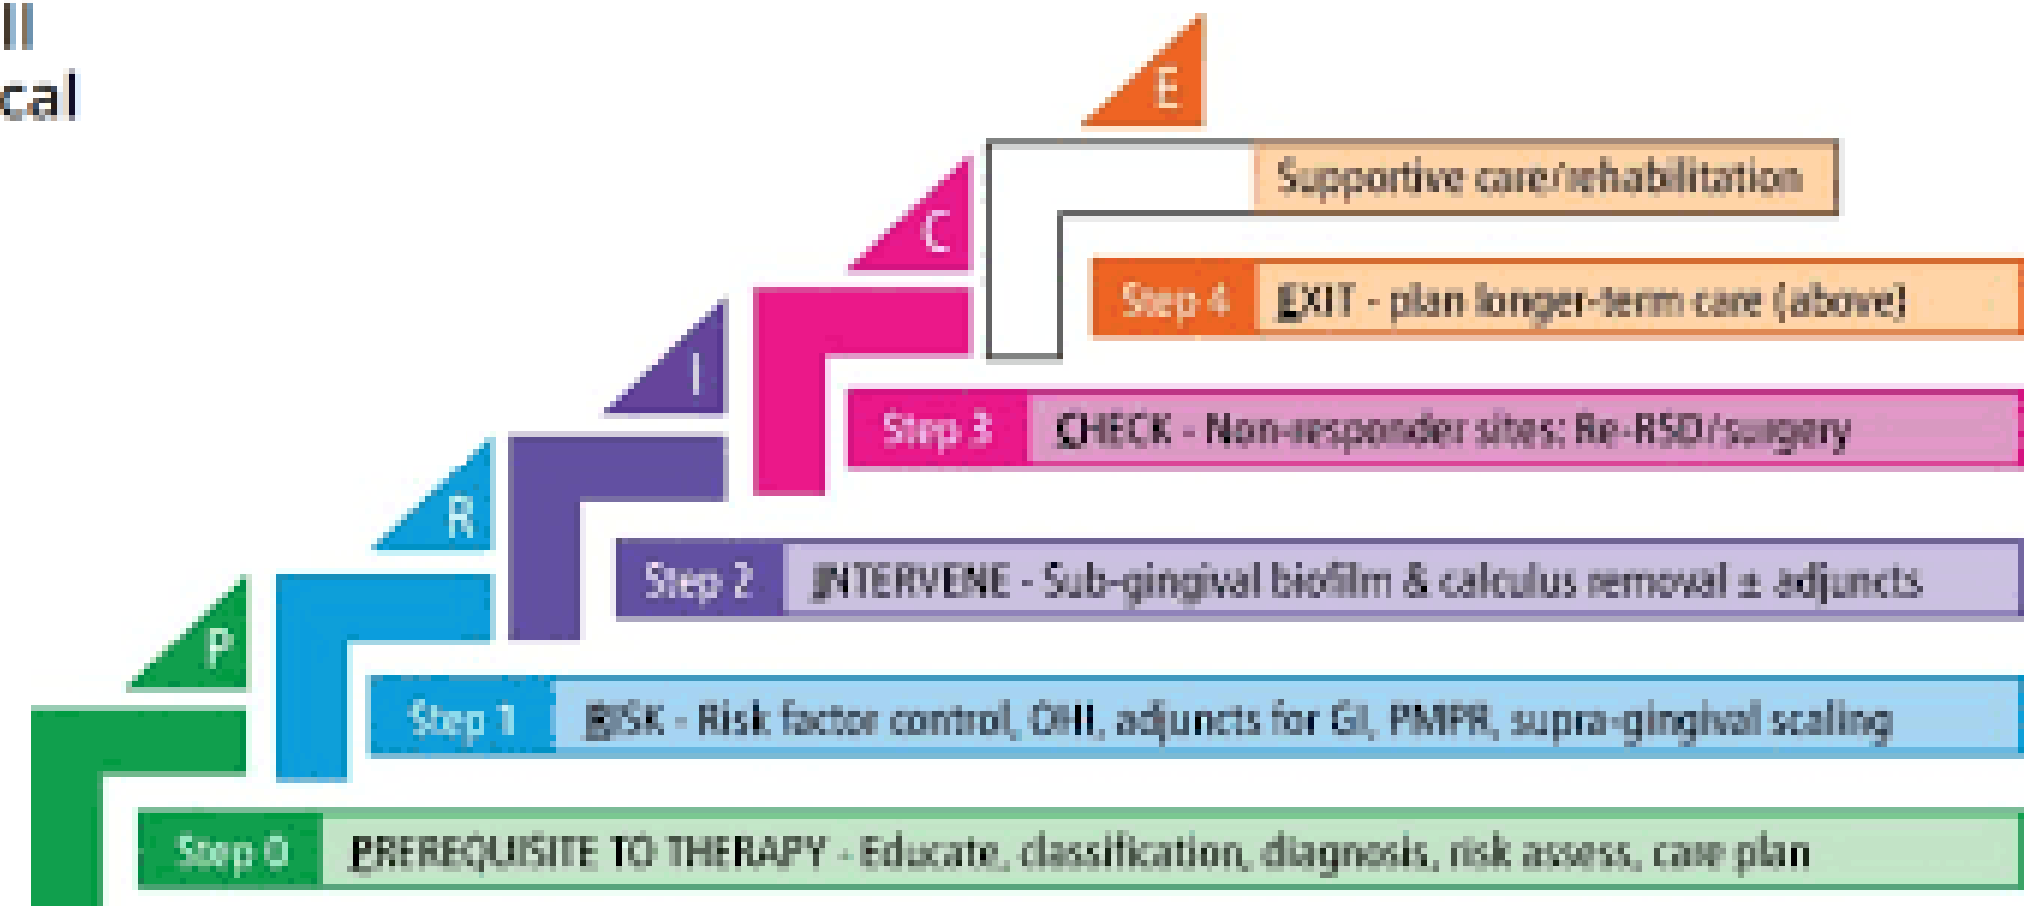 ll
cal
E
Supportive care/rehabilitation
C
Step 4 EXIT - plan longer-term care (above)
I
Step 3 CHECK - Non-responder sites: Re-RSD/surgery
R
Step 2 INTERVENE - Sub-gingival biofilm & calculus removal ± adjuncts
P
Step 1 RISK - Risk factor control, OHI, adjuncts for GI, PMPR, supra-gingival scaling
Step 0 PREREQUISITE TO THERAPY - Educate, classification, diagnosis, risk assess, care plan